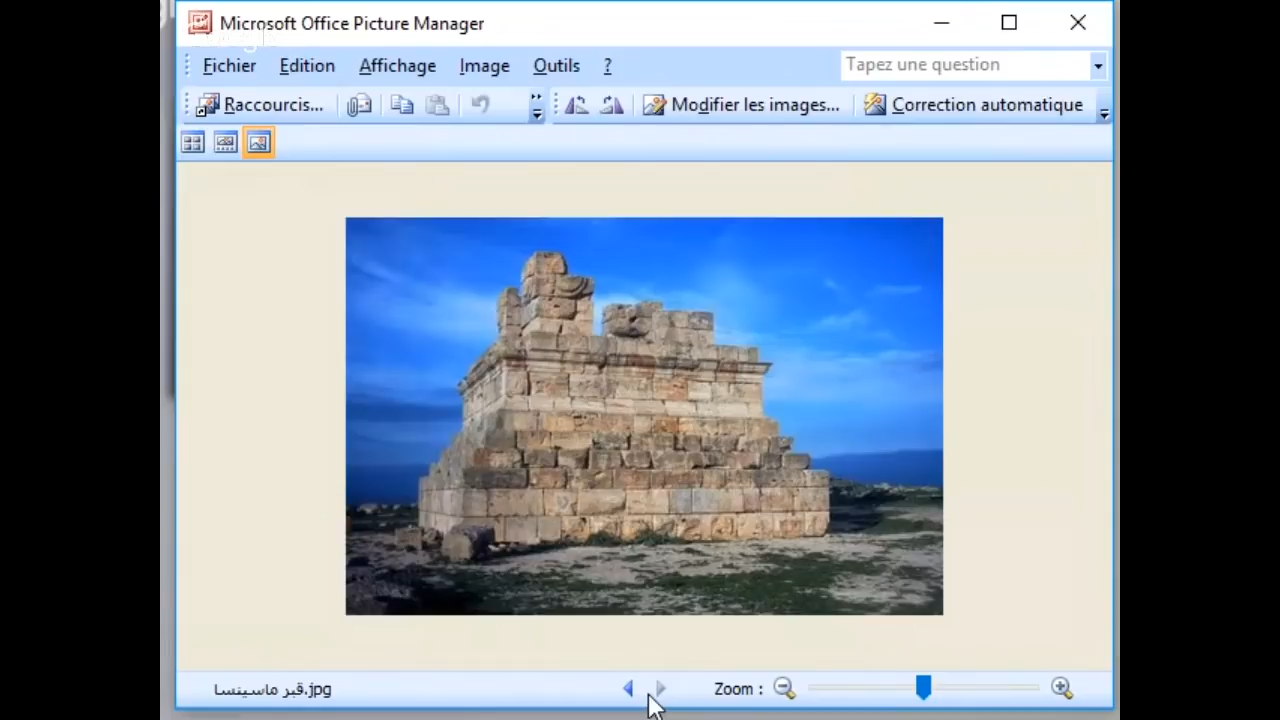 Microsoft Office Picture Manager
Fichier Edition Affichage Image Outils ?
Tapez une question
Raccourcis... Modifier les images... Correction automatique
قبر ماسينسا.jpg
Zoom :